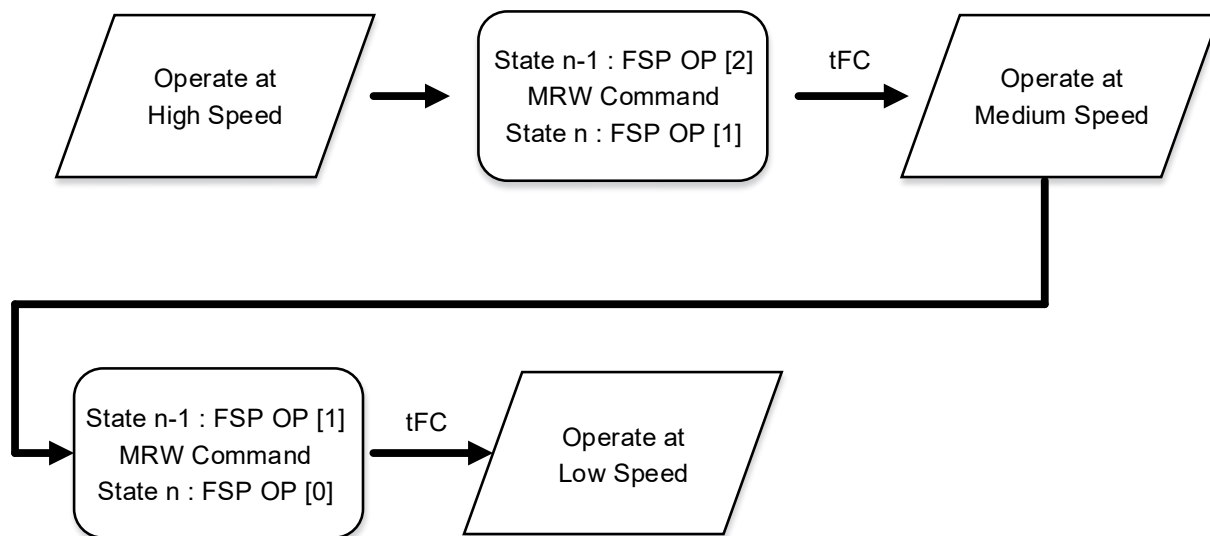 Operate at
High Speed
State n-1 : FSP OP [2]
MRW Command
State n : FSP OP [1]
tFC
Operate at
Medium Speed
State n-1 : FSP OP [1]
MRW Command
State n : FSP OP [0]
tFC
Operate at
Low Speed